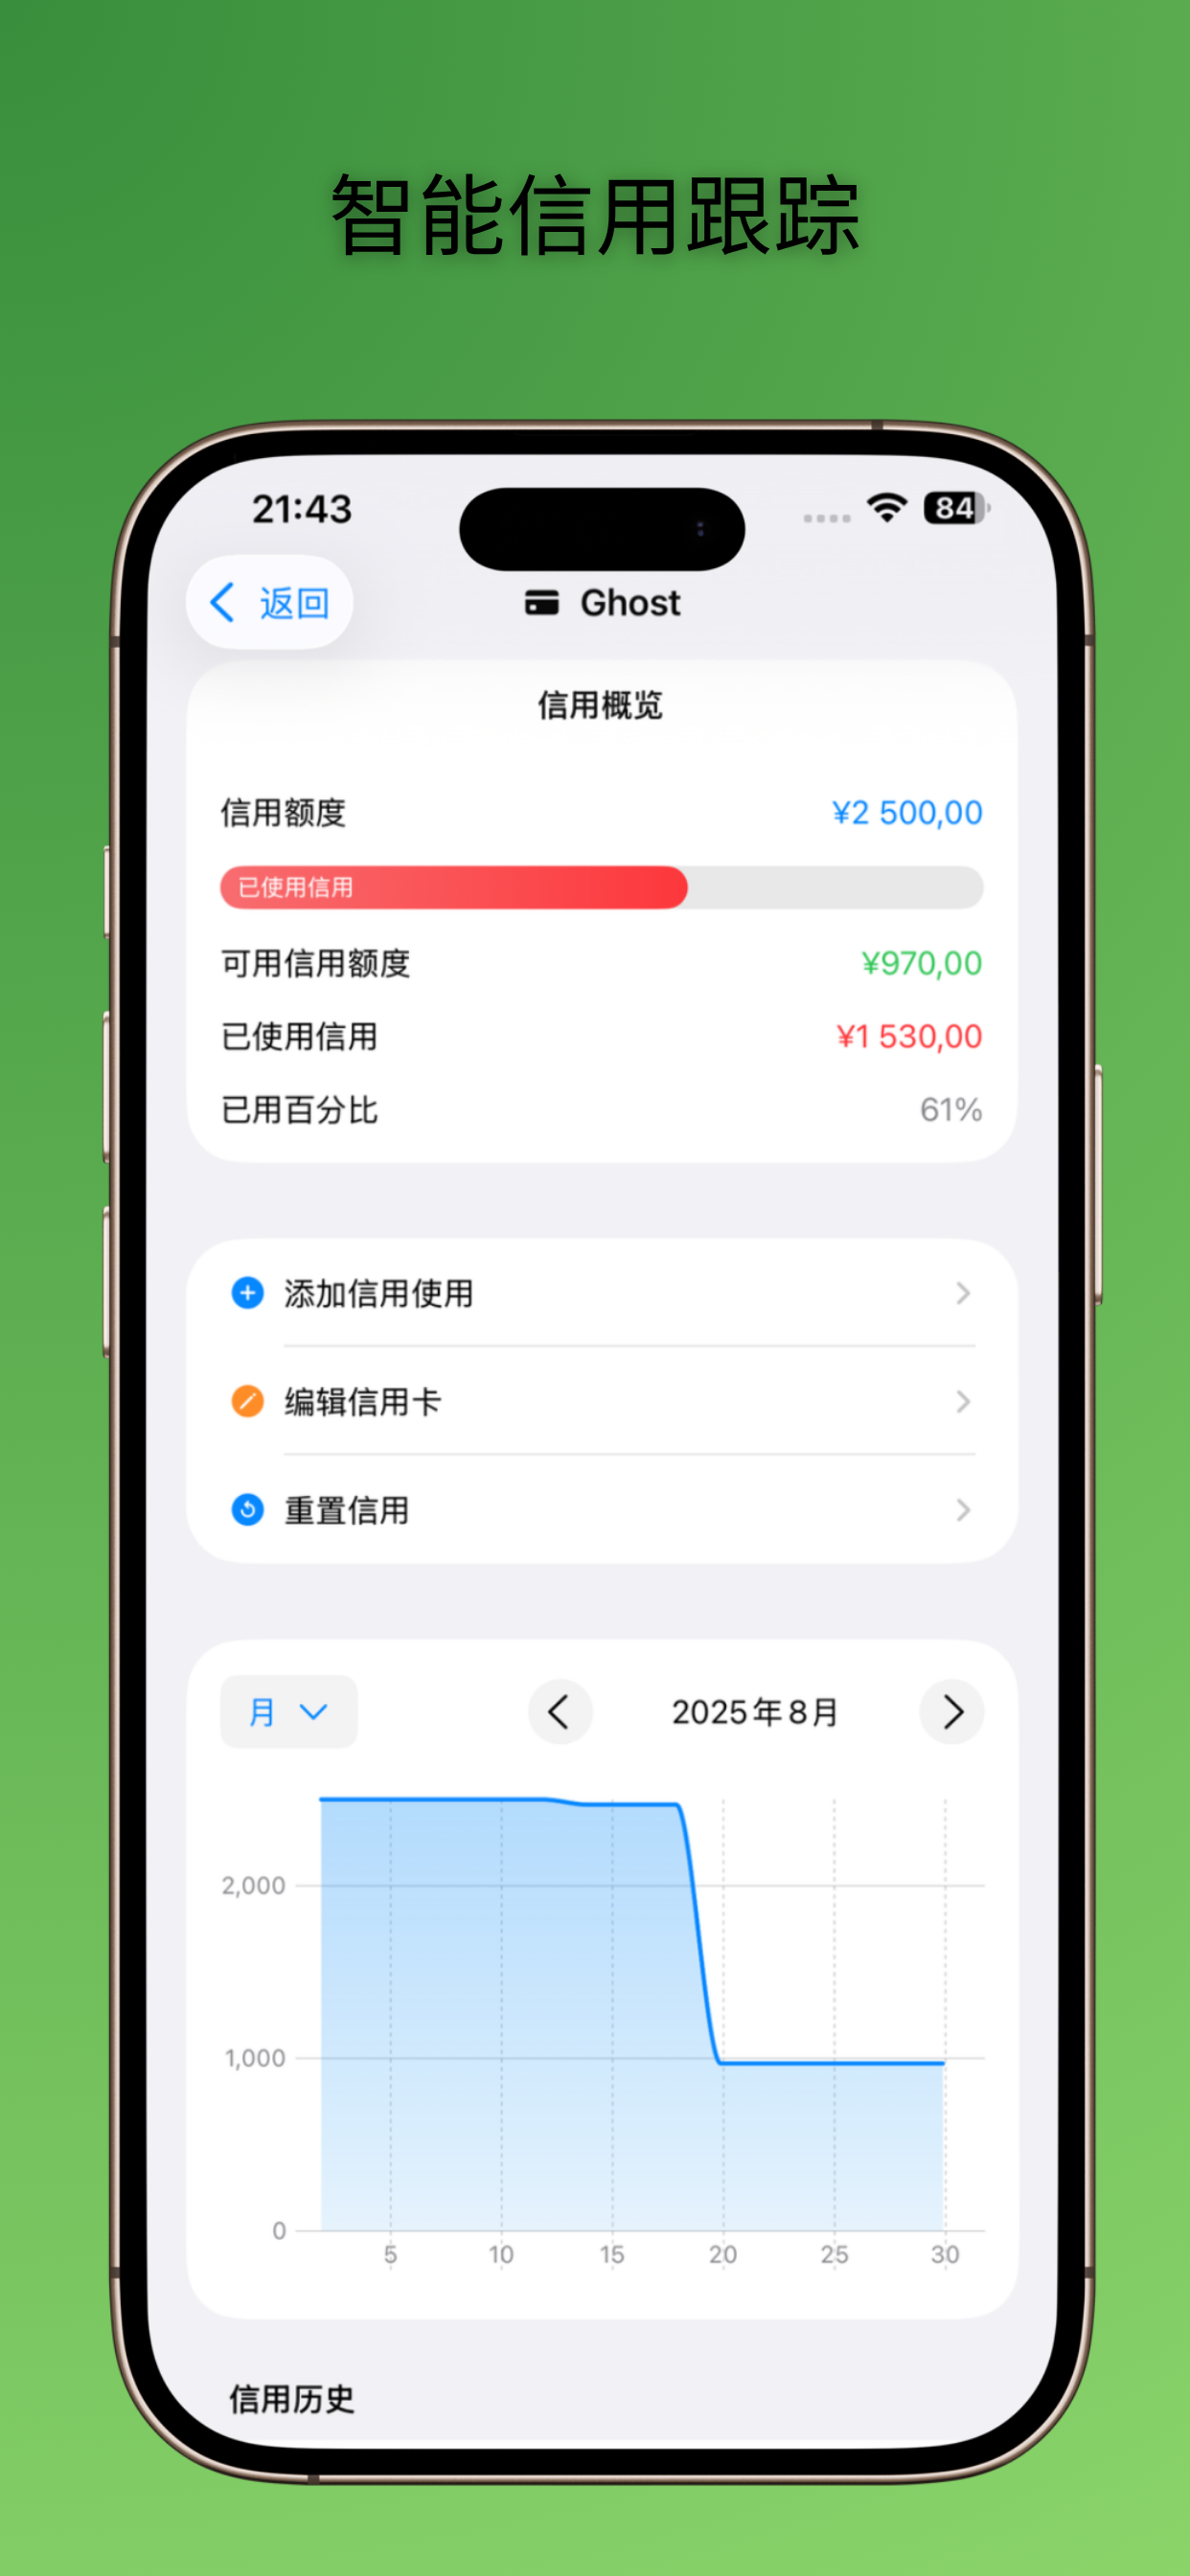 智能信用跟踪
21:43
84
返回
Ghost
信用概览
信用额度 ¥2 500,00
已使用信用
可用信用额度 ¥970,00
已使用信用 ¥1 530,00
已用百分比 61%
添加信用使用
编辑信用卡
重置信用
月 2025年8月
2,000
1,000
0
5 10 15 20 25 30
信用历史